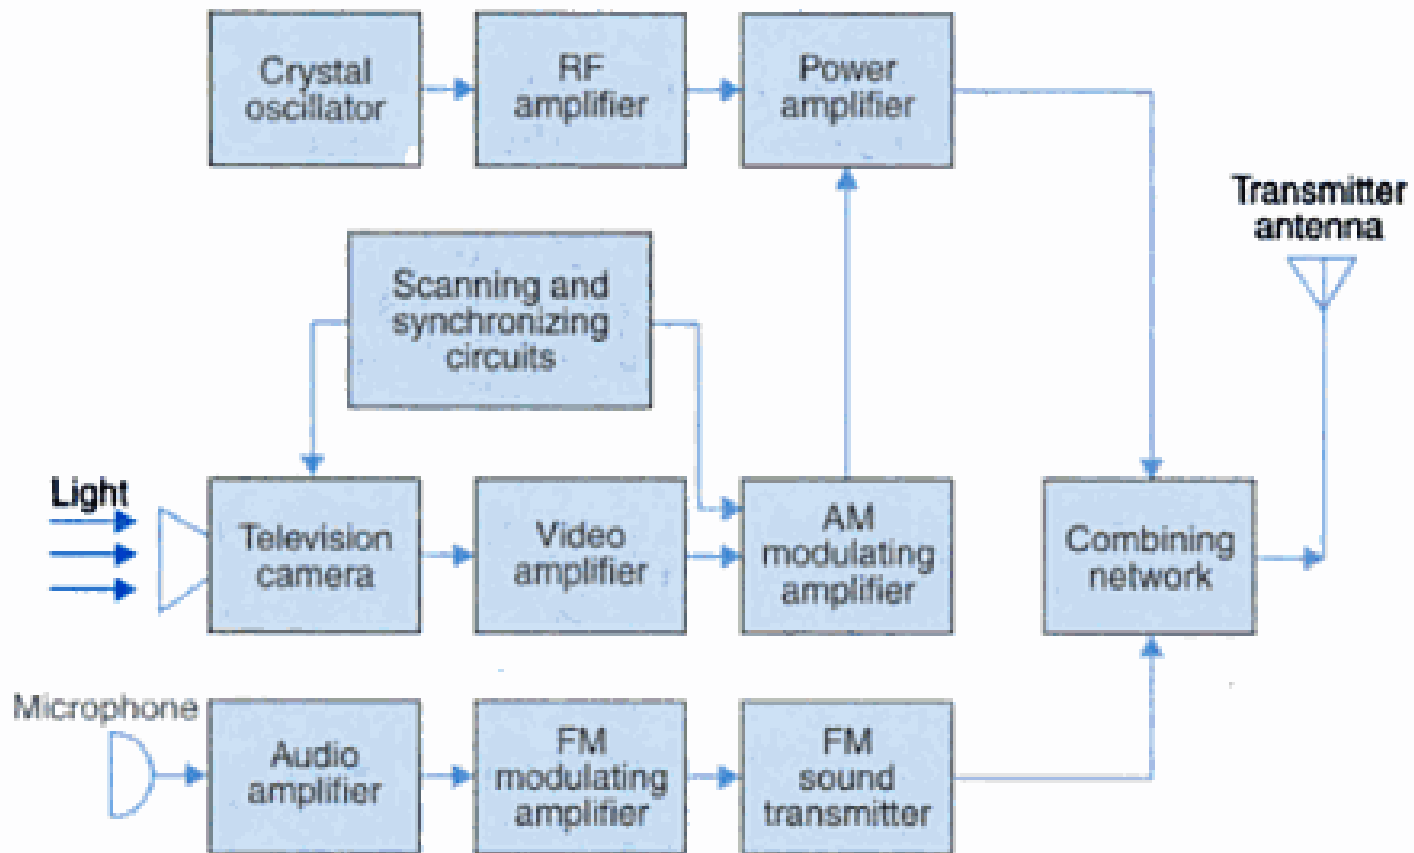 Crystal
oscillator
RF
amplifier
Power
amplifier
Transmitter
antenna
Scanning and
synchronizing
circuits
Light
Television
camera
Video
amplifier
AM
modulating
amplifier
Combining
network
Microphone
Audio
amplifier
FM
modulating
amplifier
FM
sound
transmitter